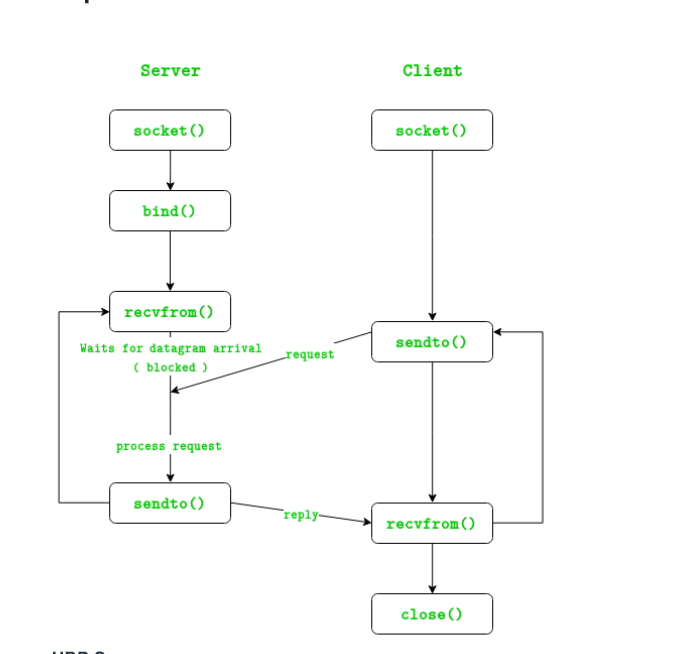 Server
Client
socket()
socket()
bind()
recvfrom()
Waits for datagram arrival
( blocked )
request
sendto()
process request
sendto()
reply
recvfrom()
close()